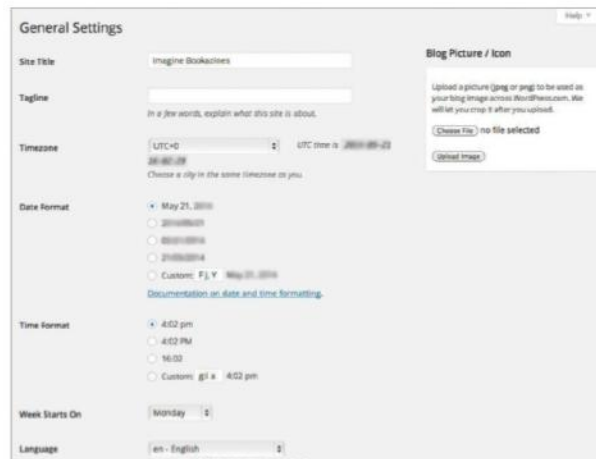 Help
General Settings
Site Title
Imagine Bookazines
Tagline
In a few words, explain what this site is about.
Timezone
UTC+0
UTC time is
Choose a city in the same timezone as you.
Date Format
May 21,
Custom: F j, Y
Documentation on date and time formatting.
Time Format
4:02 pm
4:02 PM
16:02
Custom: g:i a 4:02 pm
Week Starts On
Monday
Language
en - English
Blog Picture / Icon
Upload a picture (jpeg or png) to be used as
your blog image across WordPress.com. We
will let you crop it after you upload.
Choose File no file selected
Upload Image